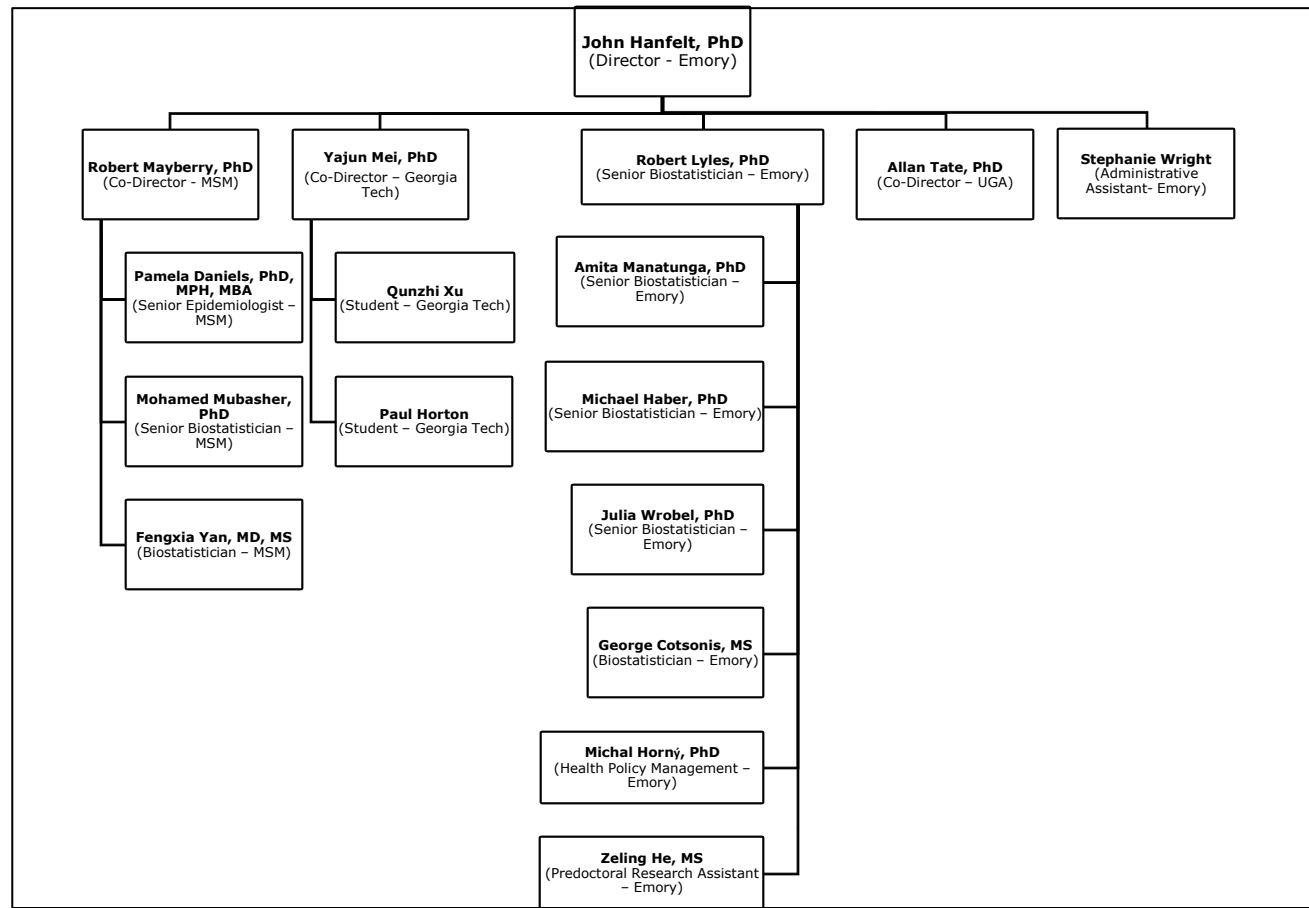 John Hanfelt, PhD
(Director - Emory)
Robert Mayberry, PhD
(Co-Director - MSM)
Yajun Mei, PhD
(Co-Director – Georgia
Tech)
Robert Lyles, PhD
(Senior Biostatistician – Emory)
Allan Tate, PhD
(Co-Director – UGA)
Stephanie Wright
(Administrative
Assistant- Emory)
Pamela Daniels, PhD,
MPH, MBA
(Senior Epidemiologist –
MSM)
Mohamed Mubasher,
PhD
(Senior Biostatistician –
MSM)
Fengxia Yan, MD, MS
(Biostatistician – MSM)
Qunzhi Xu
(Student – Georgia Tech)
Paul Horton
(Student – Georgia Tech)
Amita Manatunga, PhD
(Senior Biostatistician –
Emory)
Michael Haber, PhD
(Senior Biostatistician – Emory)
Julia Wrobel, PhD
(Senior Biostatistician –
Emory)
George Cotsonis, MS
(Biostatistician – Emory)
Michal Horný, PhD
(Health Policy Management –
Emory)
Zeling He, MS
(Predoctoral Research Assistant
– Emory)